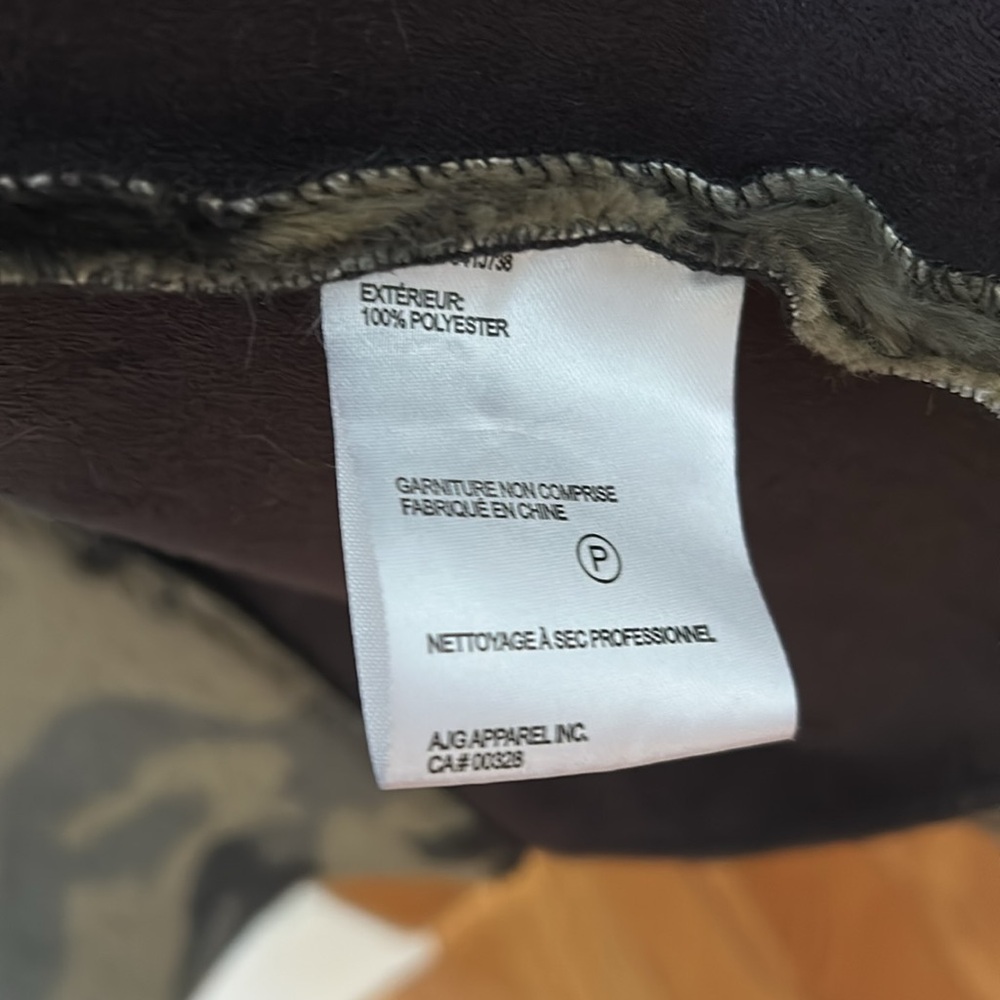 EXTÉRIEUR:
100% POLYESTER
GARNITURE NON COMPRISE
FABRIQUÉ EN CHINE
P
NETTOYAGE À SEC PROFESSIONNEL
AJG APPAREL INC.
CA# 00328